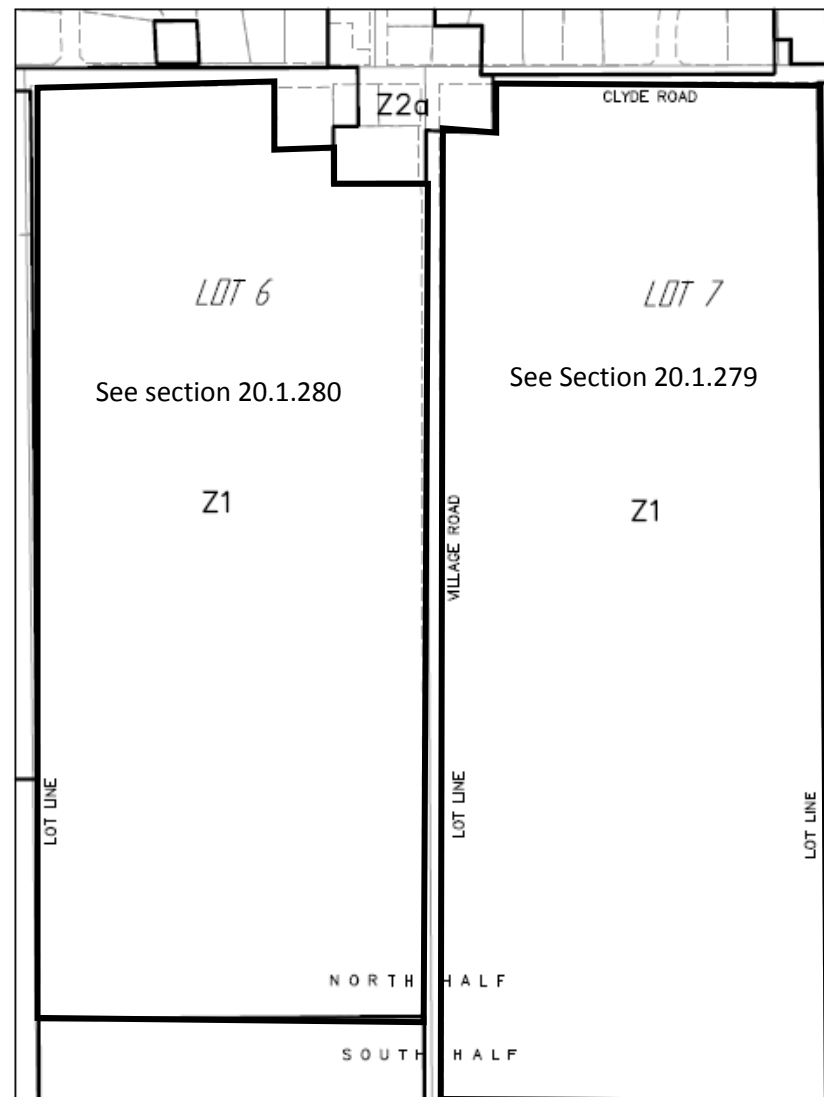 Z2a
CLYDE ROAD
LOT 6
LOT 7
See section 20.1.280
See Section 20.1.279
Z1
Z1
VILLAGE ROAD
LOT LINE
LOT LINE
LOT LINE
NORTH HALF
SOUTH HALF